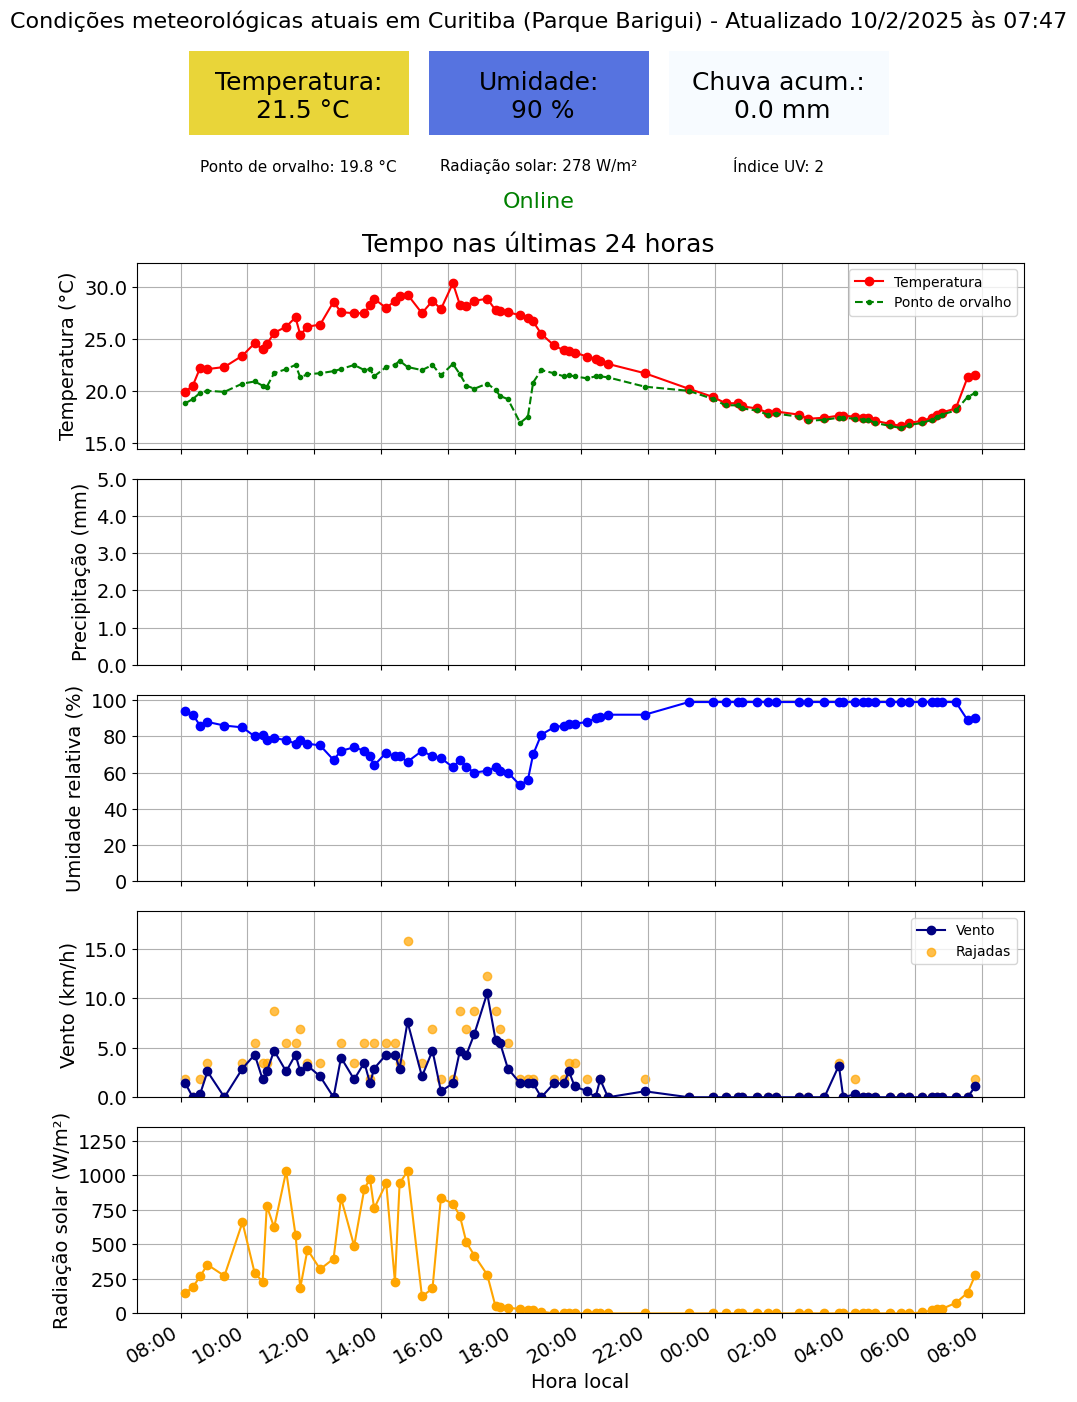 Condições meteorológicas atuais em Curitiba (Parque Barigui) - Atualizado 10/2/2025 às 07:47
Temperatura:
21.5 °C
Umidade:
90 %
Chuva acum.:
0.0 mm
Ponto de orvalho: 19.8 °C
Radiação solar: 278 W/m²
Índice UV: 2
Online
Tempo nas últimas 24 horas
Temperatura (°C)
30.0
25.0
20.0
15.0
Temperatura
Ponto de orvalho
Precipitação (mm)
5.0
4.0
3.0
2.0
1.0
0.0
Umidade relativa (%)
100
80
60
40
20
0
Vento (km/h)
15.0
10.0
5.0
0.0
Vento
Rajadas
Radiação solar (W/m²)
1250
1000
750
500
250
0
08:00
10:00
12:00
14:00
16:00
18:00
20:00
22:00
00:00
02:00
04:00
06:00
08:00
Hora local